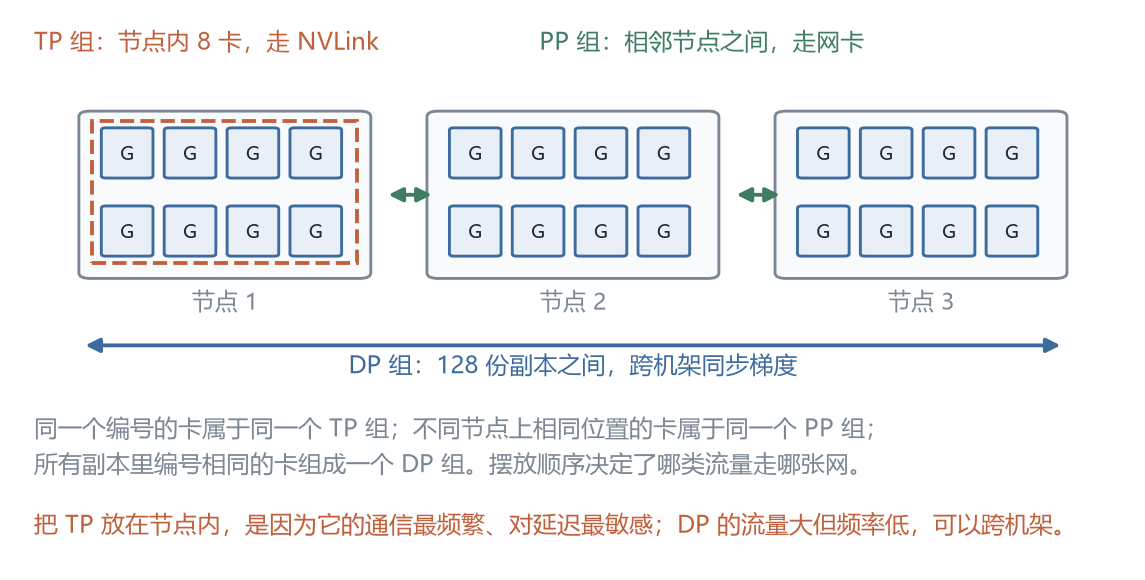 TP 组：节点内 8 卡，走 NVLink
PP 组：相邻节点之间，走网卡
G G G G G G G G G G G G
G G G G G G G G G G G G
节点 1 节点 2 节点 3
DP 组：128 份副本之间，跨机架同步梯度
同一个编号的卡属于同一个 TP 组；不同节点上相同位置的卡属于同一个 PP 组；
所有副本里编号相同的卡组成一个 DP 组。摆放顺序决定了哪类流量走哪张网。
把 TP 放在节点内，是因为它的通信最频繁、对延迟最敏感；DP 的流量大但频率低，可以跨机架。